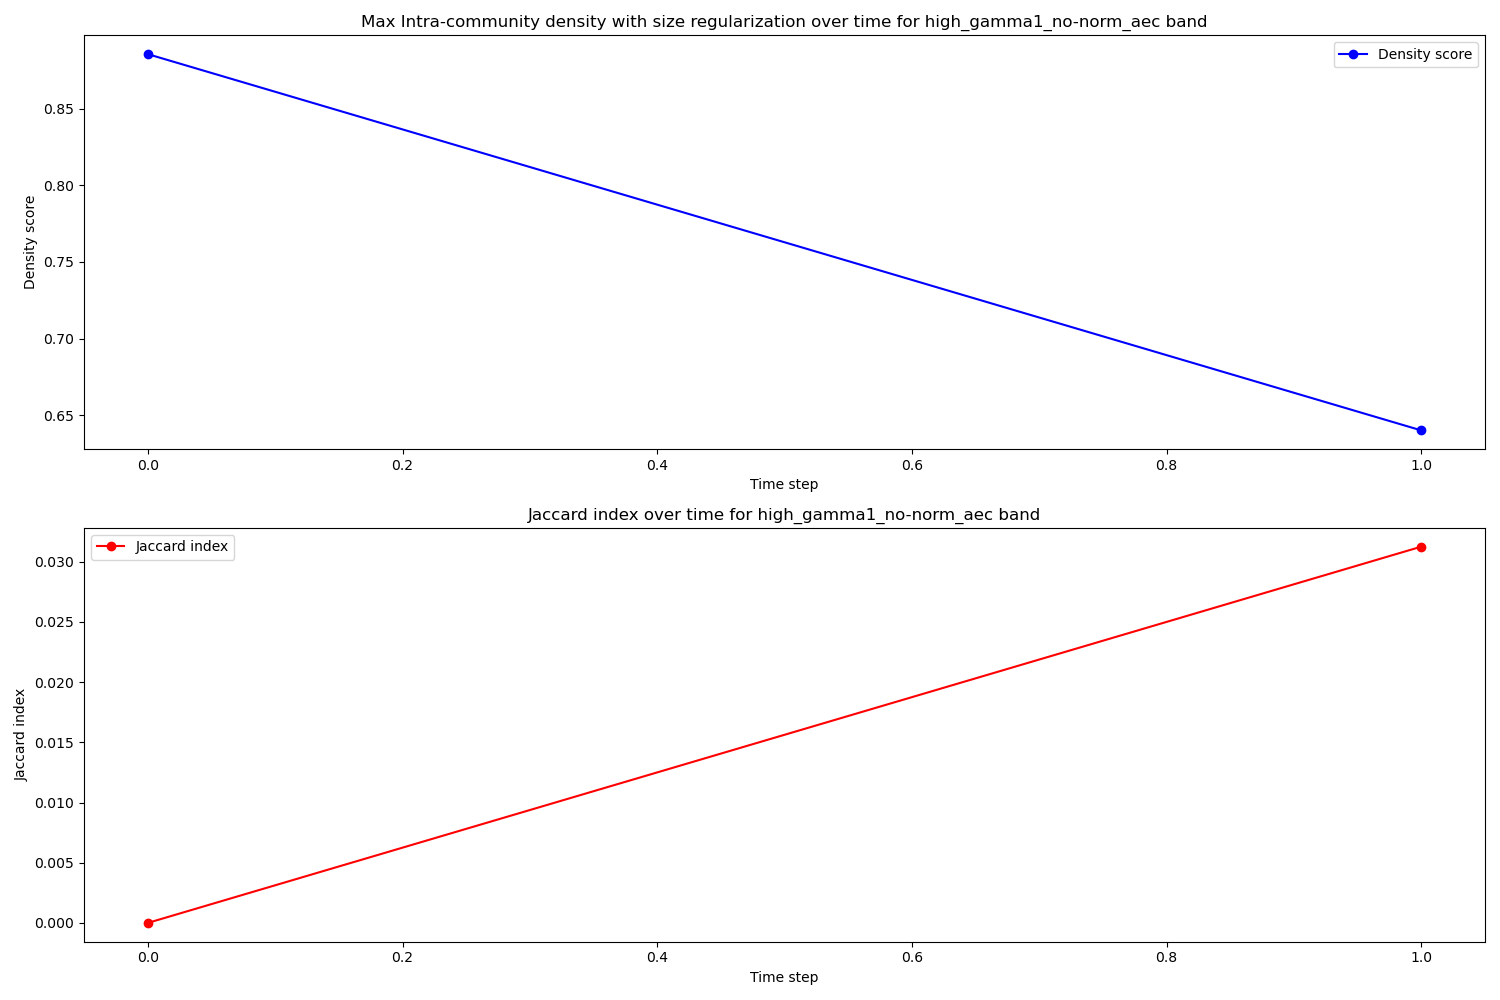 Max Intra-community density with size regularization over time for high_gamma1_no-norm_aec band
Density score
0.85
0.80
0.75
0.70
0.65
Density score
0.0 0.2 0.4 0.6 0.8 1.0
Time step
Jaccard index over time for high_gamma1_no-norm_aec band
Jaccard index
0.030
0.025
0.020
0.015
0.010
0.005
0.000
Jaccard index
0.0 0.2 0.4 0.6 0.8 1.0
Time step